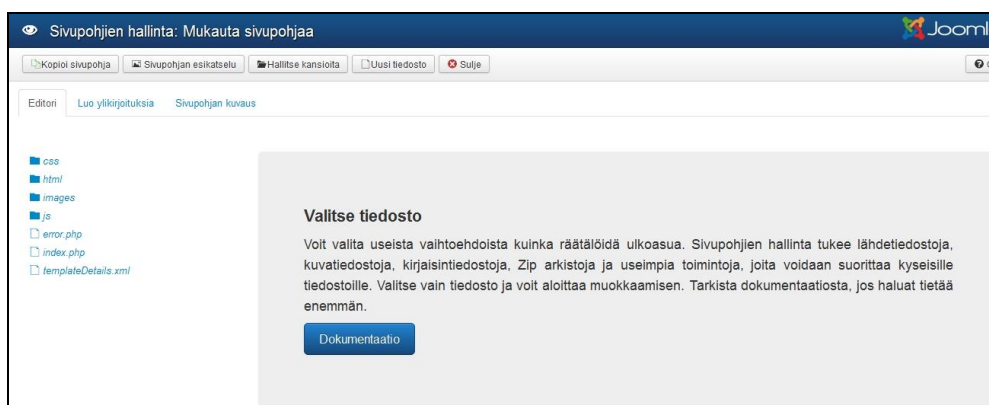 Sivupohjien hallinta: Mukauta sivupohjaa
Jooml
Kopioi sivupohja Sivupohjan esikatselu Hallitse kansioita Uusi tiedosto Sulje
Editori Luo ylikirjoituksia Sivupohjan kuvaus
css
html
images
js
error.php
index.php
templateDetails.xml
Valitse tiedosto
Voit valita useista vaihtoehdoista kuinka räätälöidä ulkoasua. Sivupohjien hallinta tukee lähdetiedostoja,
kuvatiedostoja, kirjaisintiedostoja, Zip arkistoja ja useimpia toimintoja, joita voidaan suorittaa kyseisille
tiedostoille. Valitse vain tiedosto ja voit aloittaa muokkaamisen. Tarkista dokumentaatiosta, jos haluat tietää
enemmän.
Dokumentaatio